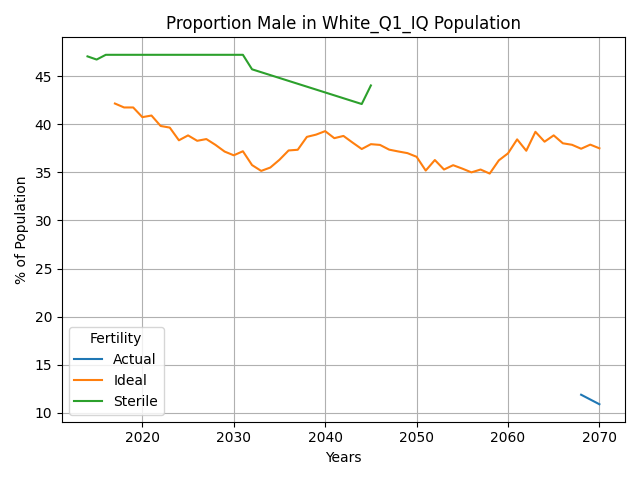 Proportion Male in White_Q1_IQ Population
% of Population
45
40
35
30
25
20
15
10
Fertility
Actual
Ideal
Sterile
2020 2030 2040 2050 2060 2070
Years